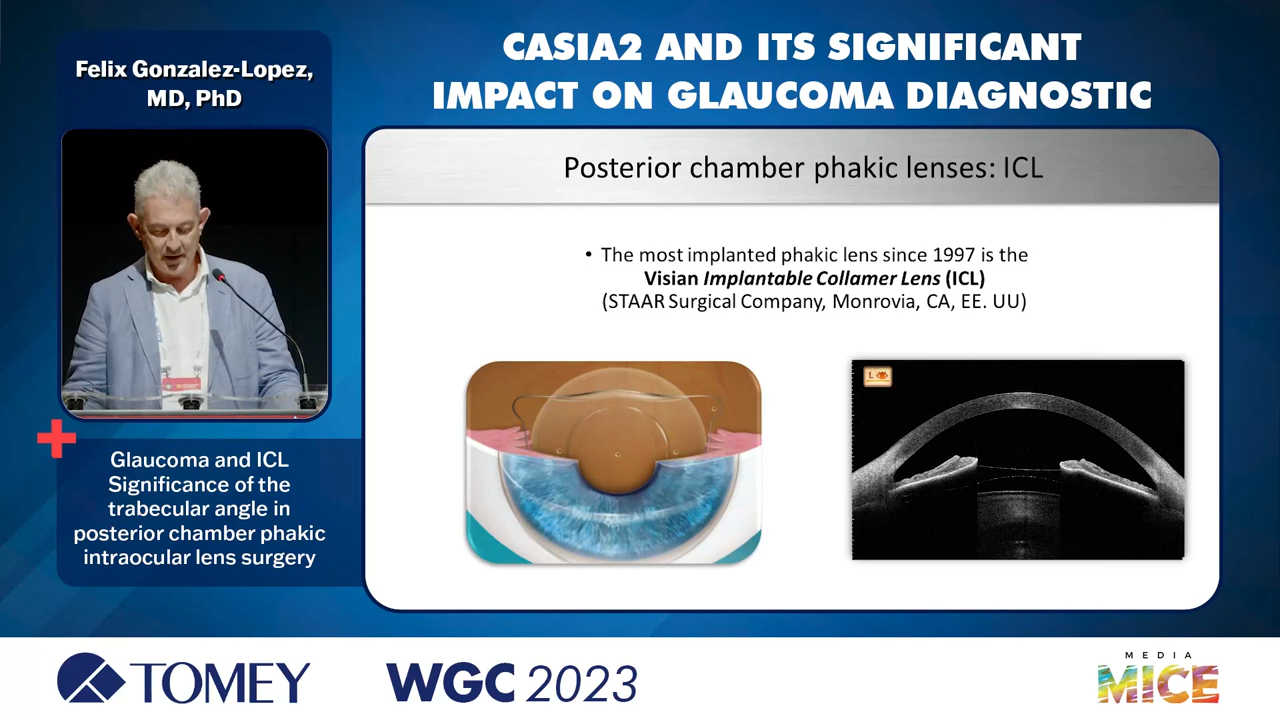 Felix Gonzalez-Lopez,
MD, PhD
CASIA2 AND ITS SIGNIFICANT
IMPACT ON GLAUCOMA DIAGNOSTIC
Posterior chamber phakic lenses: ICL
• The most implanted phakic lens since 1997 is the
Visian Implantable Collamer Lens (ICL)
(STAAR Surgical Company, Monrovia, CA, EE. UU)
L
Glaucoma and ICL
Significance of the
trabecular angle in
posterior chamber phakic
intraocular lens surgery
TOMEY
WGC 2023
MEDIA
MICE